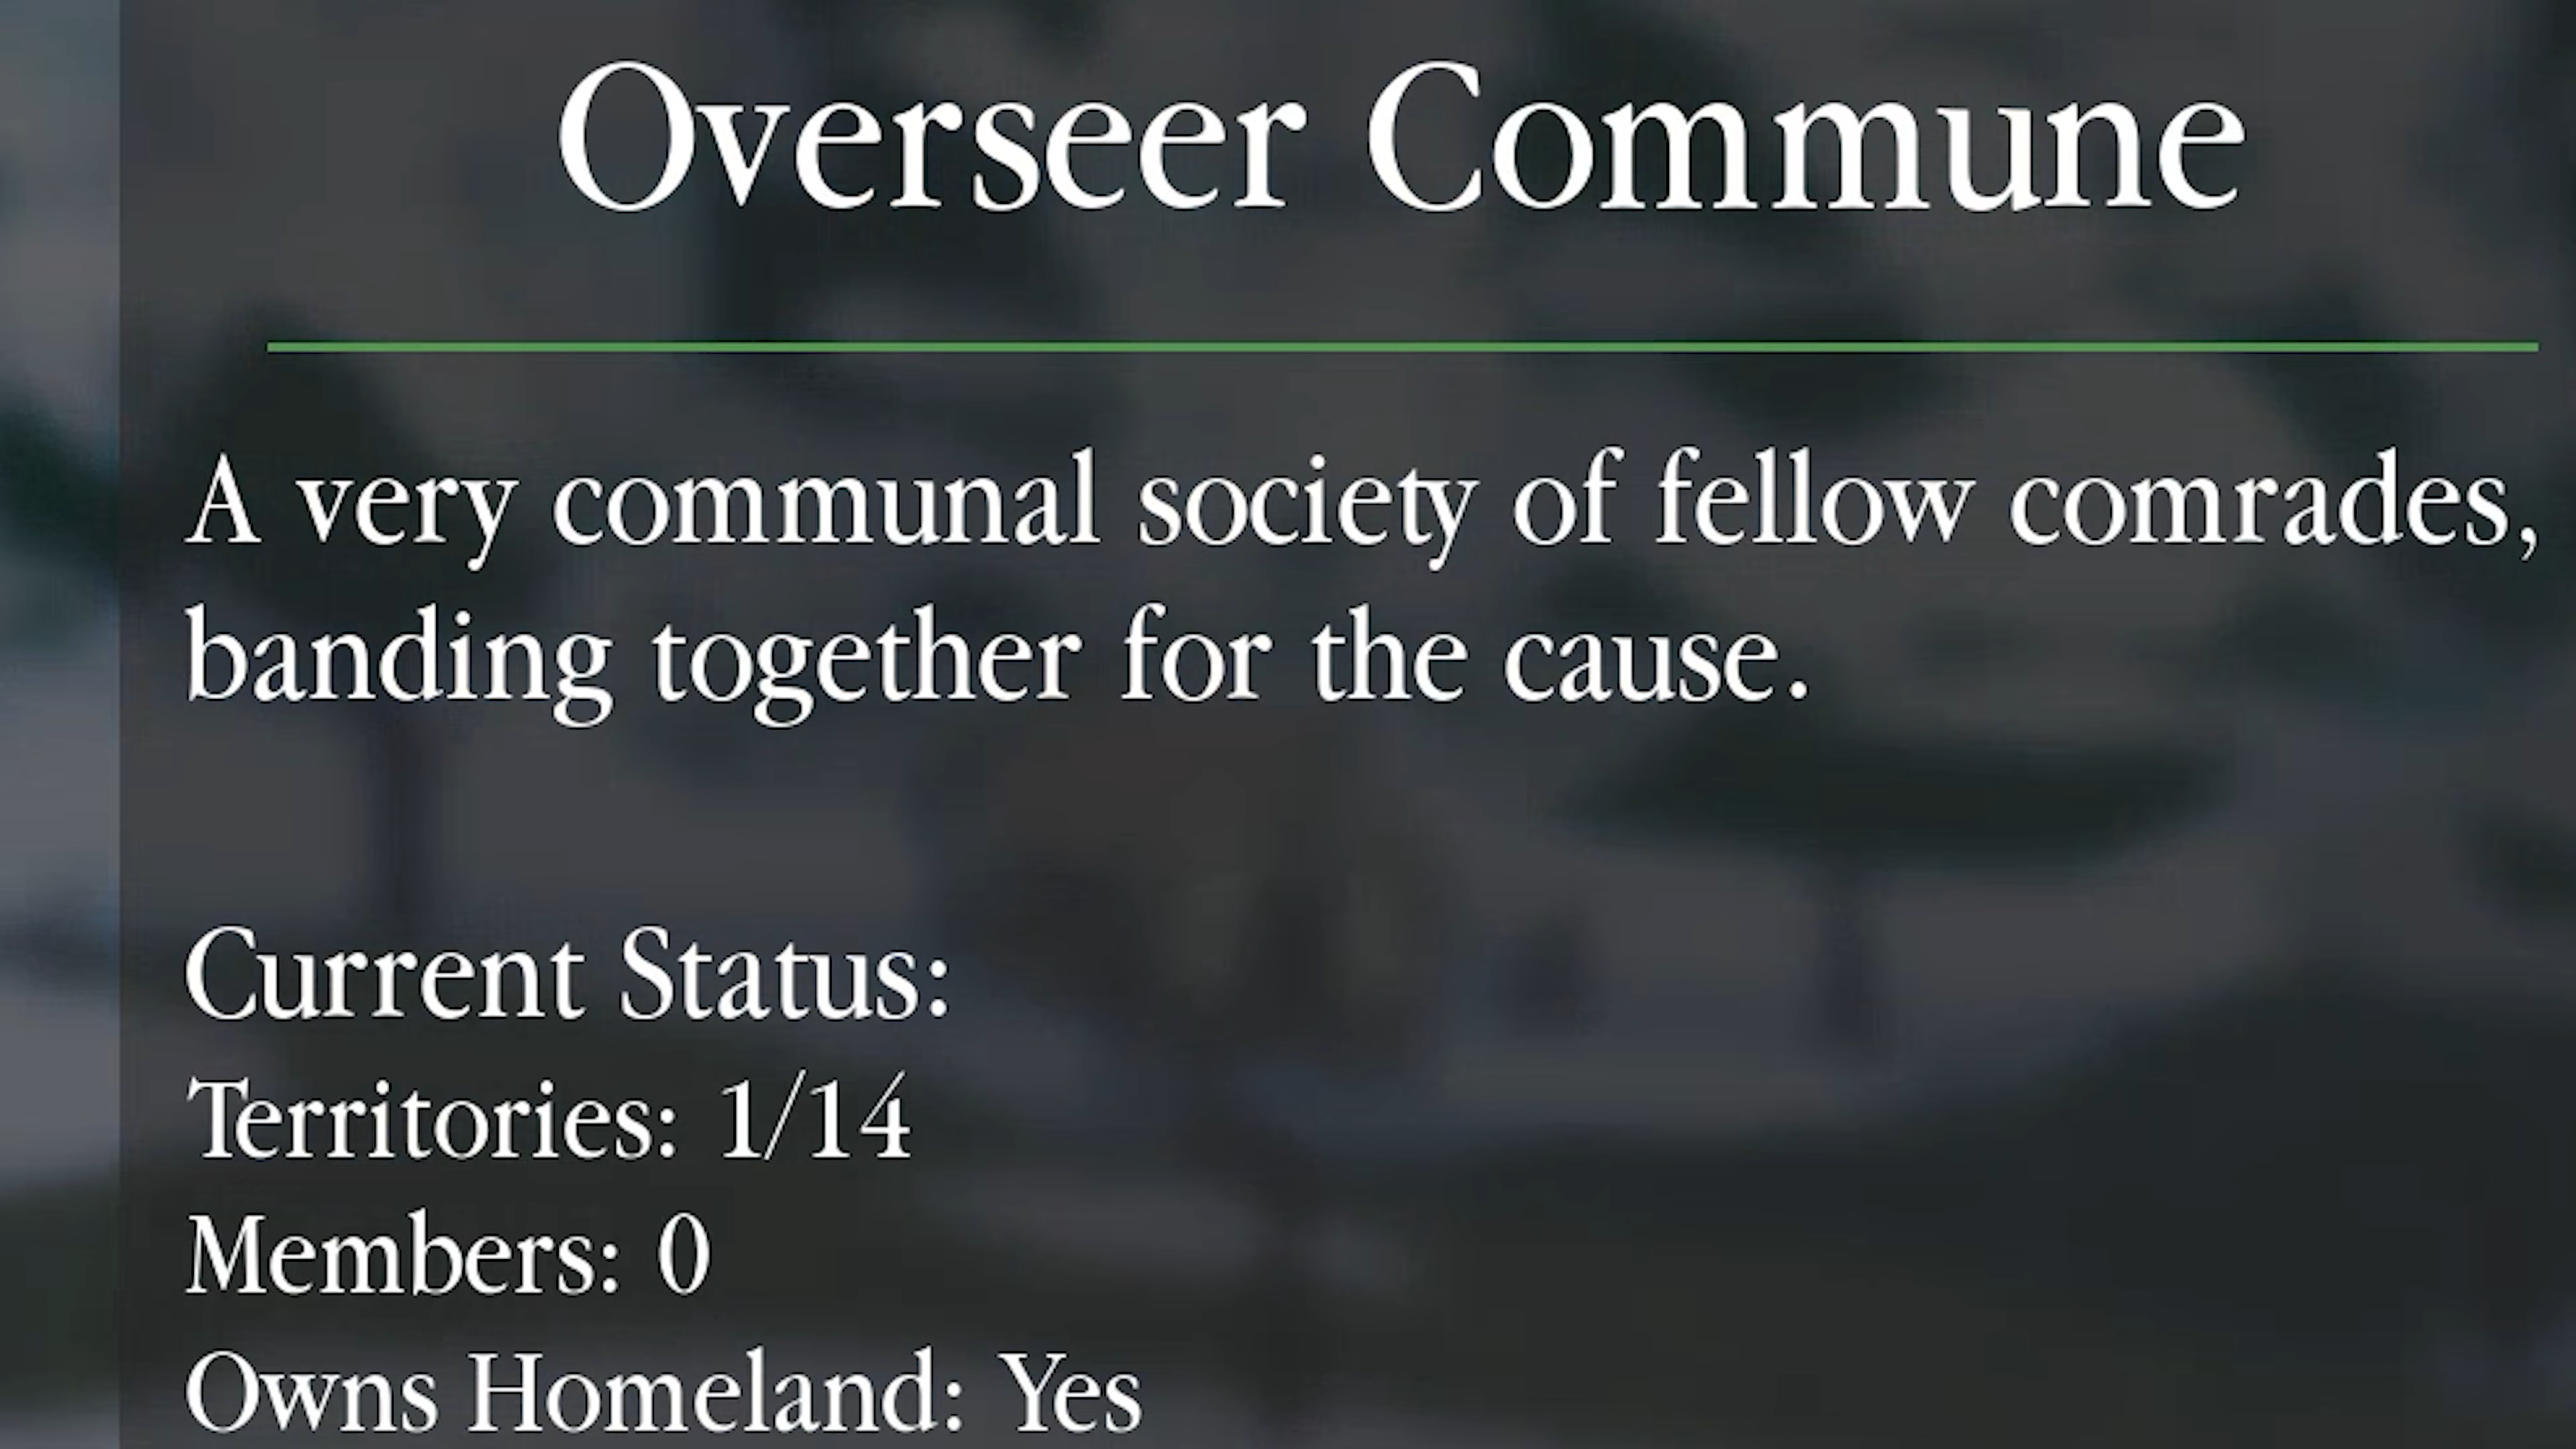 Overseer Commune
A very communal society of fellow comrades,
banding together for the cause.
Current Status:
Territories: 1/14
Members: 0
Owns Homeland: Yes